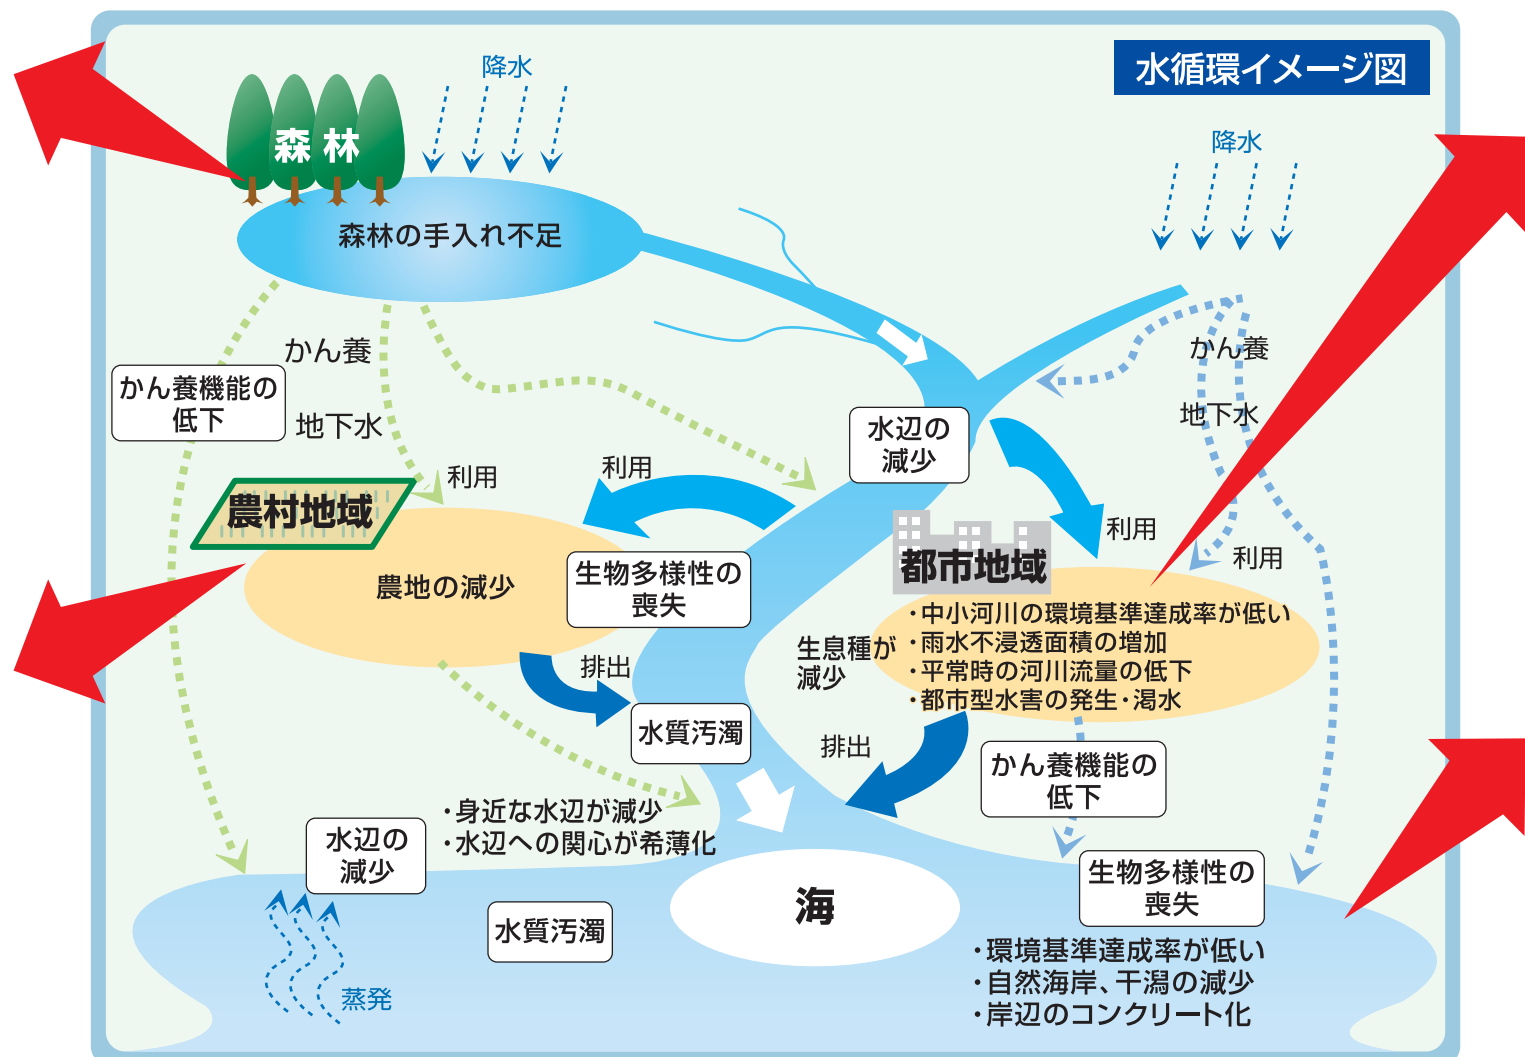 水循環イメージ図
降水
森林
降水
森林の手入れ不足
かん養
かん養機能の
低下
地下水
かん養
地下水
水辺の
減少
利用
利用
農村地域
利用
都市地域
利用
農地の減少
生物多様性の
喪失
・中小河川の環境基準達成率が低い
・雨水不浸透面積の増加
・平常時の河川流量の低下
・都市型水害の発生・渇水
生息種が
減少
排出
水質汚濁
排出
かん養機能の
低下
・身近な水辺が減少
・水辺への関心が希薄化
水辺の
減少
生物多様性の
喪失
海
水質汚濁
・環境基準達成率が低い
・自然海岸、干潟の減少
・岸辺のコンクリート化
蒸発